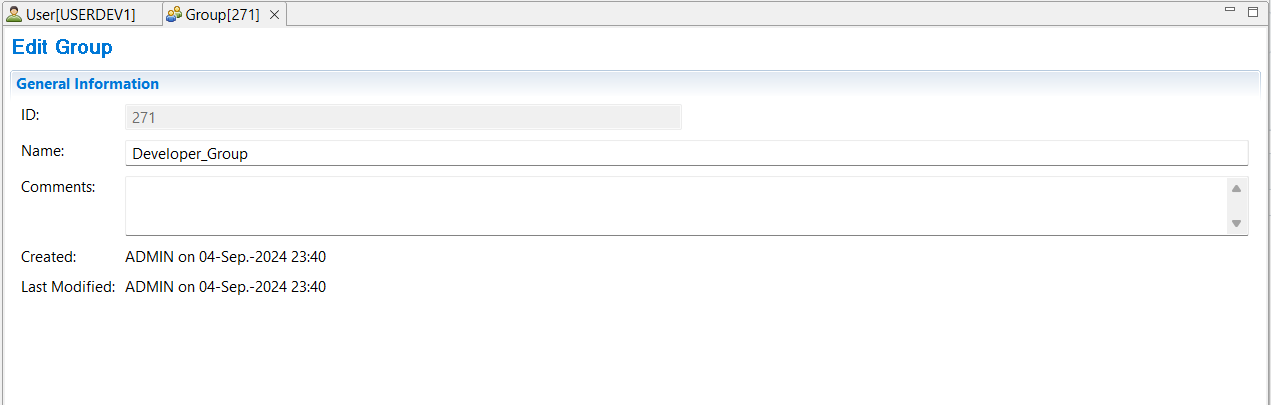 User[USERDEV1] Group[271]
Edit Group
General Information
ID: 271
Name: Developer_Group
Comments:
Created: ADMIN on 04-Sep.-2024 23:40
Last Modified: ADMIN on 04-Sep.-2024 23:40